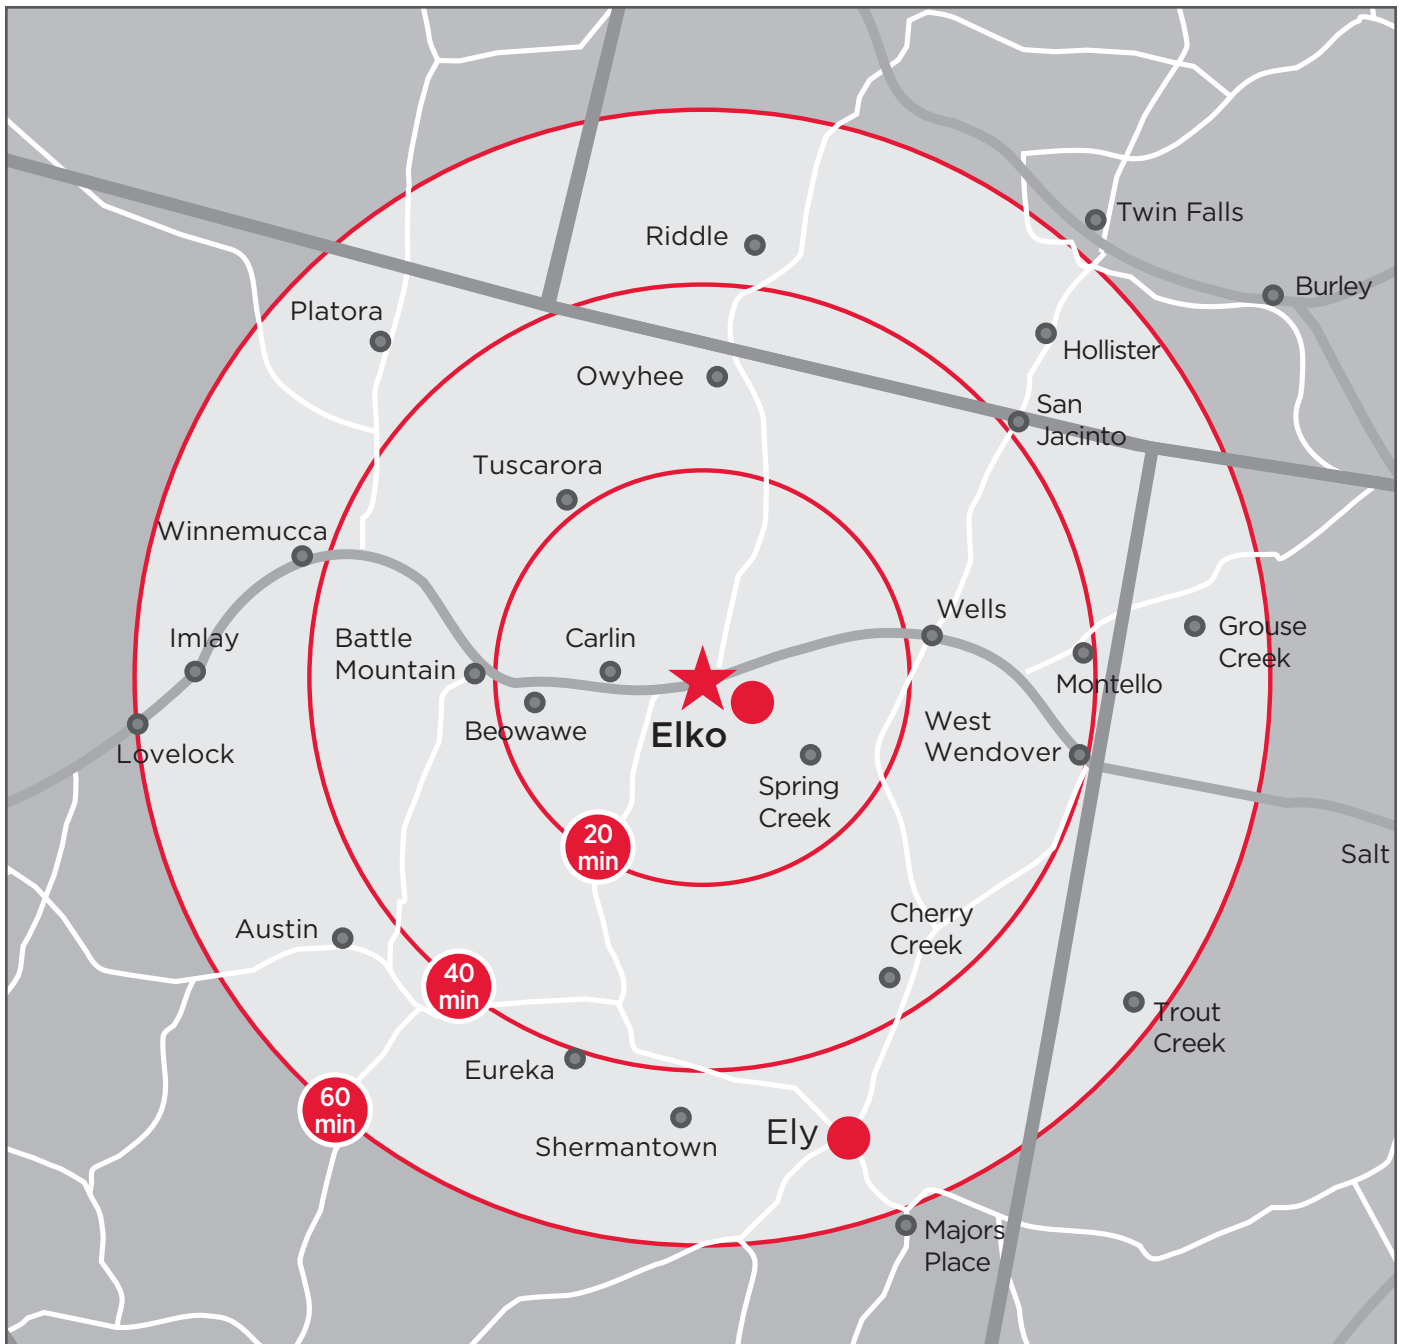 Twin Falls
Riddle
Burley
Platora
Hollister
Owyhee
San
Jacinto
Tuscarora
Winnemucca
Wells
Imlay
Battle
Mountain
Carlin
Grouse
Creek
Montello
Beowawe
Elko
West
Wendover
Lovelock
Spring
Creek
20
min
Salt
Cherry
Creek
Austin
40
min
Trout
Creek
Eureka
60
min
Shermantown
Ely
Majors
Place